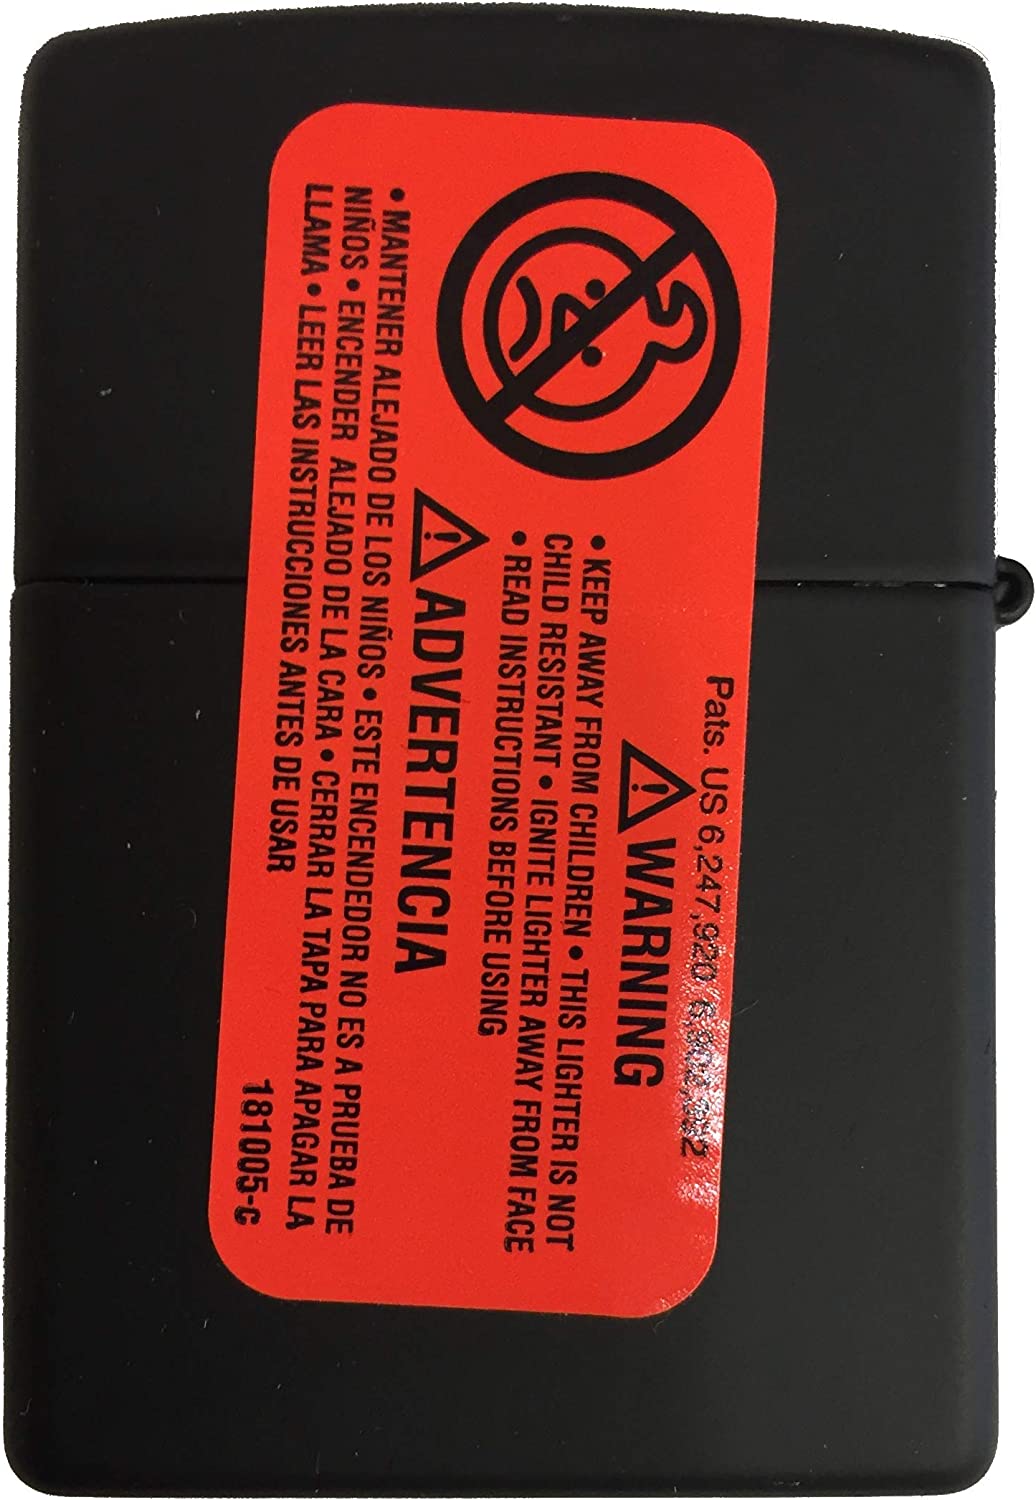 Pats. US 6,247,920
⚠ WARNING
• KEEP AWAY FROM CHILDREN • THIS LIGHTER IS NOT
CHILD RESISTANT • IGNITE LIGHTER AWAY FROM FACE
• READ INSTRUCTIONS BEFORE USING
⚠ ADVERTENCIA
• MANTENER ALEJADO DE LOS NIÑOS • ESTE ENCENDEDOR NO ES A PRUEBA DE
NIÑOS • ENCENDER ALEJADO DE LA CARA • CERRAR LA TAPA PARA APAGAR LA
LLAMA • LEER LAS INSTRUCCIONES ANTES DE USAR
181005-c